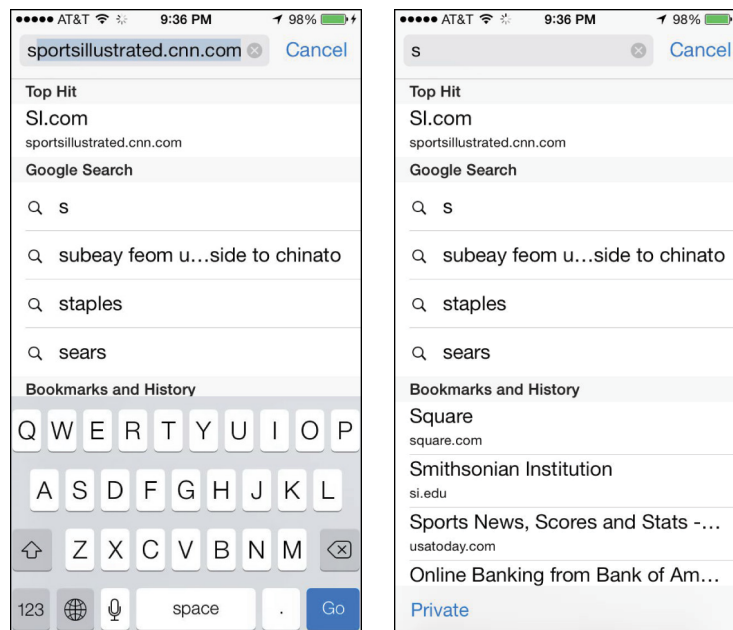 AT&T 9:36 PM 98%
sportsillustrated.cnn.com Cancel
Top Hit
SI.com
sportsillustrated.cnn.com
Google Search
s
subeay feom u…side to chinato
staples
sears
Bookmarks and History
Q W E R T Y U I O P
A S D F G H J K L
Z X C V B N M
123 space . Go
AT&T 9:36 PM 98%
s Cancel
Top Hit
SI.com
sportsillustrated.cnn.com
Google Search
s
subeay feom u…side to chinato
staples
sears
Bookmarks and History
Square
square.com
Smithsonian Institution
si.edu
Sports News, Scores and Stats -…
usatoday.com
Online Banking from Bank of Am…
Private